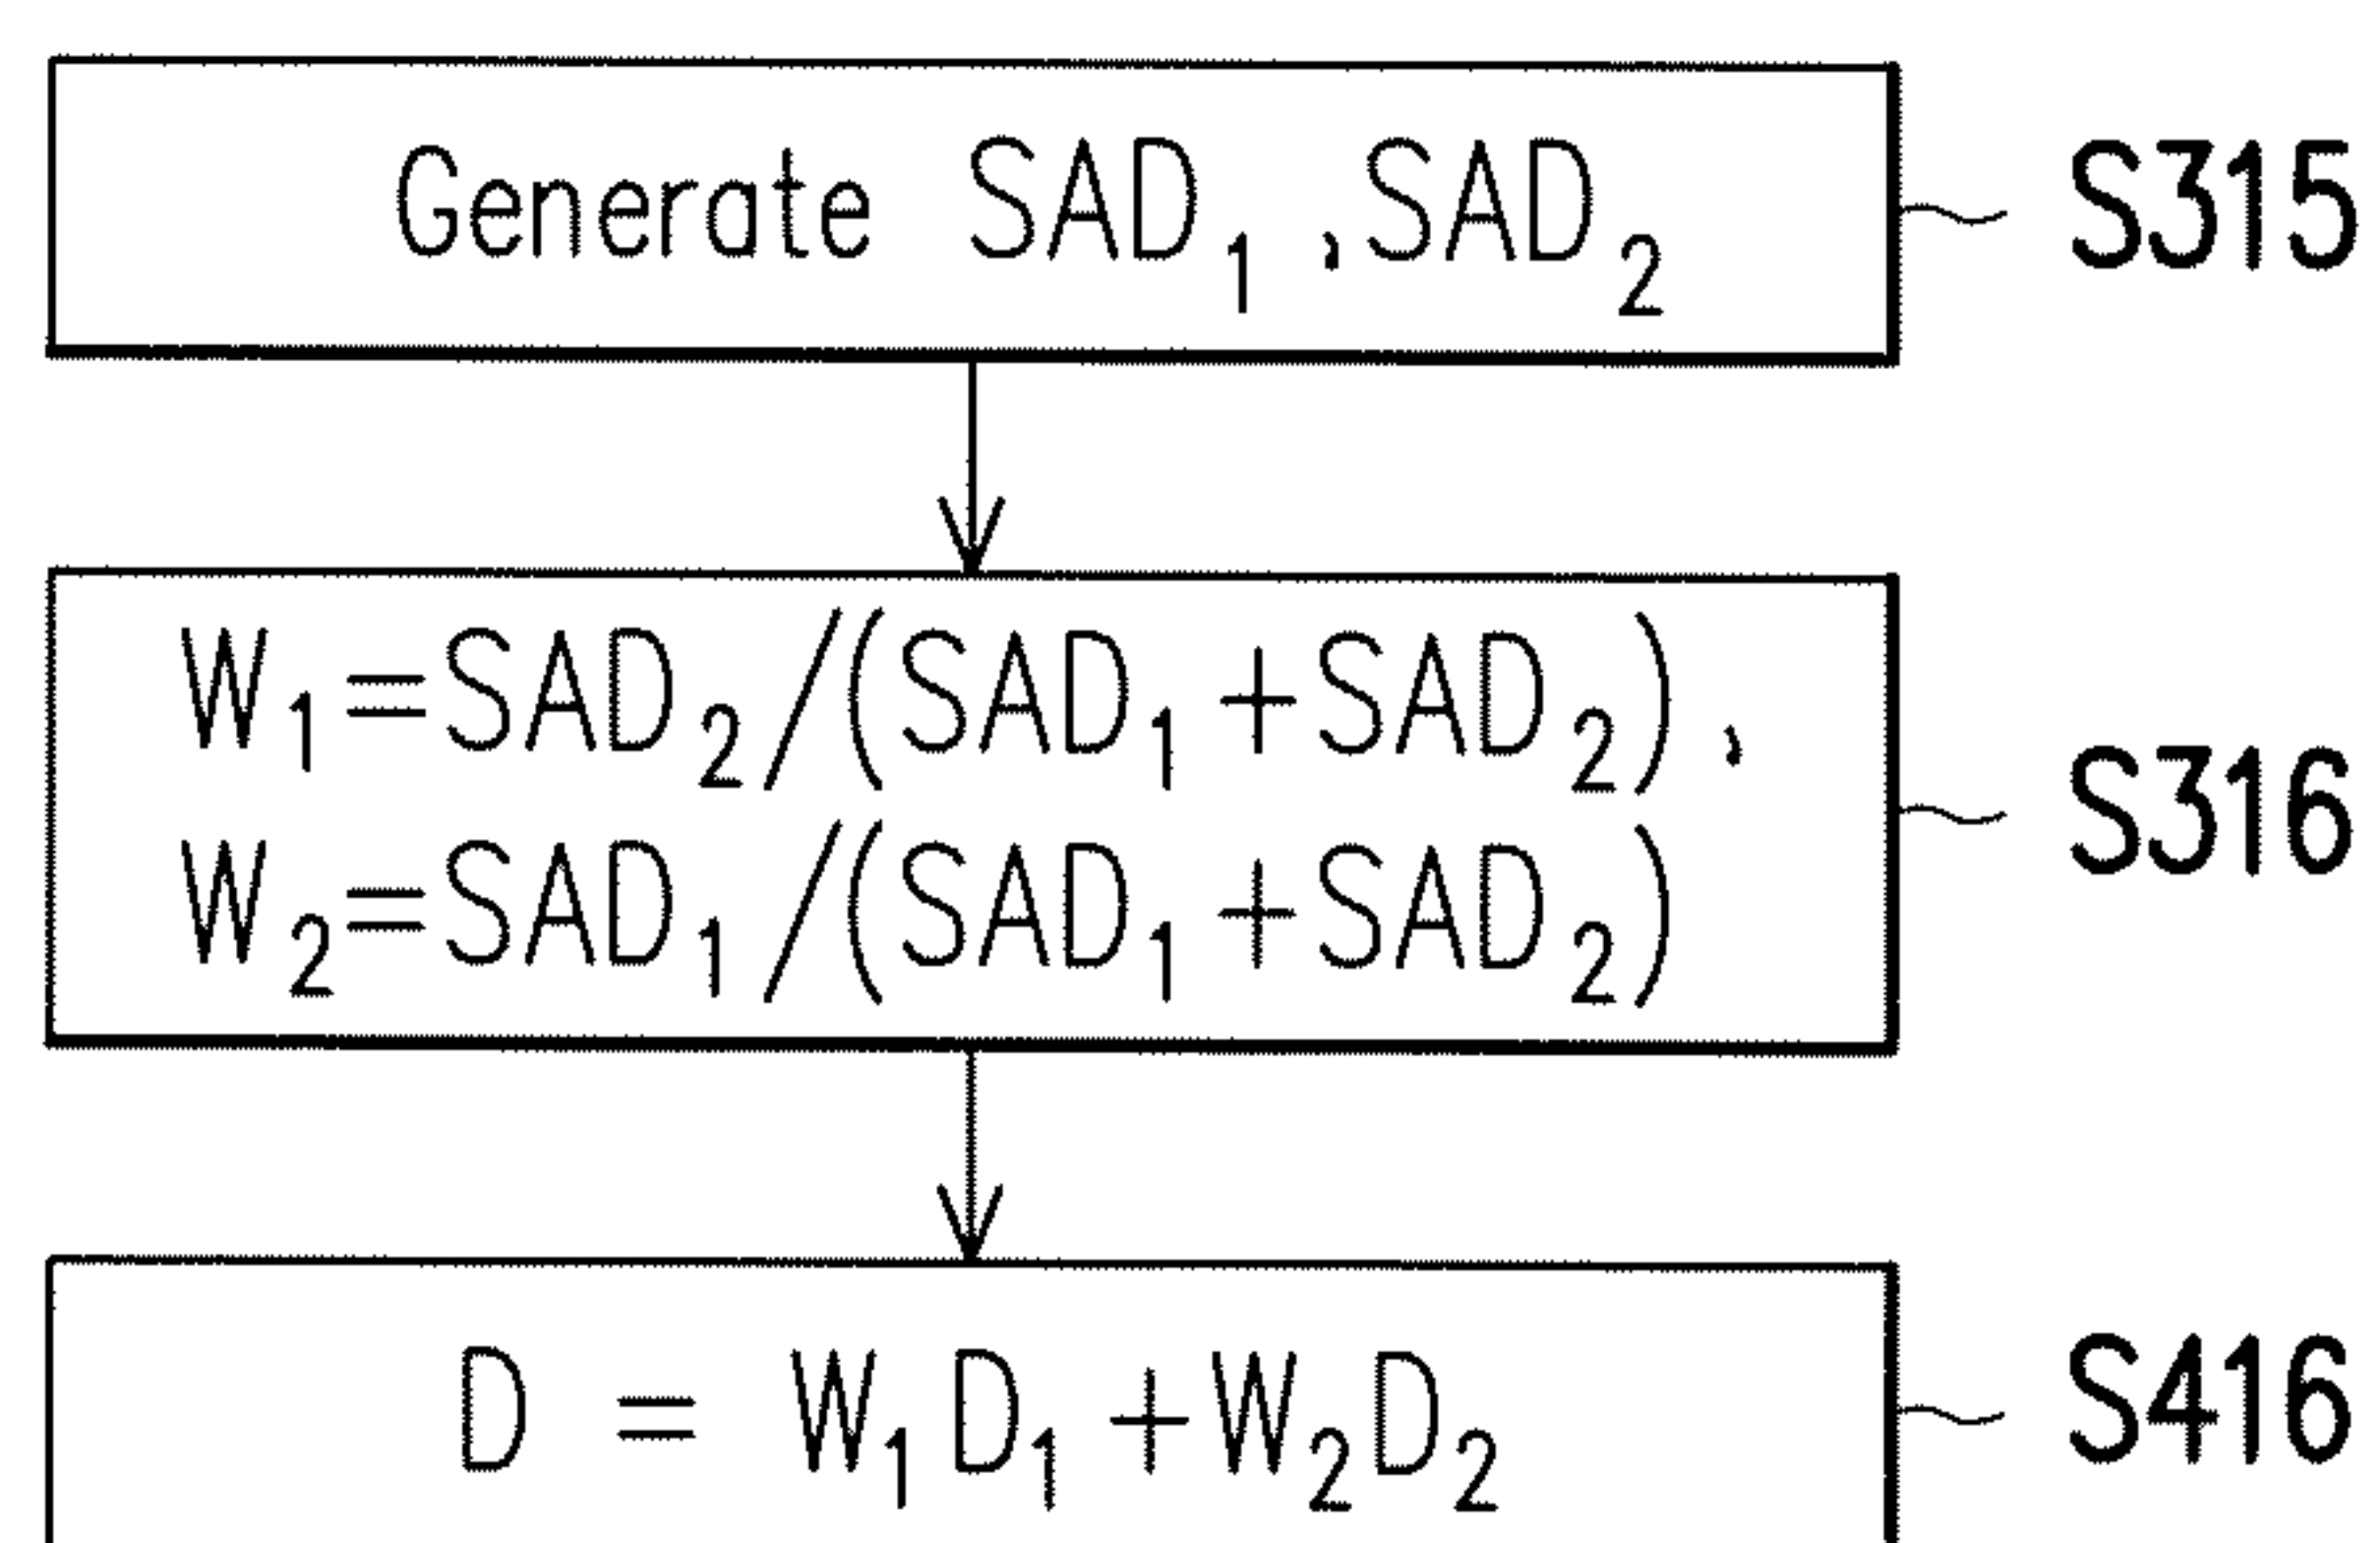 Generate SAD₁、SAD₂
S315
W₁=SAD₂/(SAD₁+SAD₂)、
W₂=SAD₁/(SAD₁+SAD₂)
S316
D = W₁D₁+W₂D₂
S416